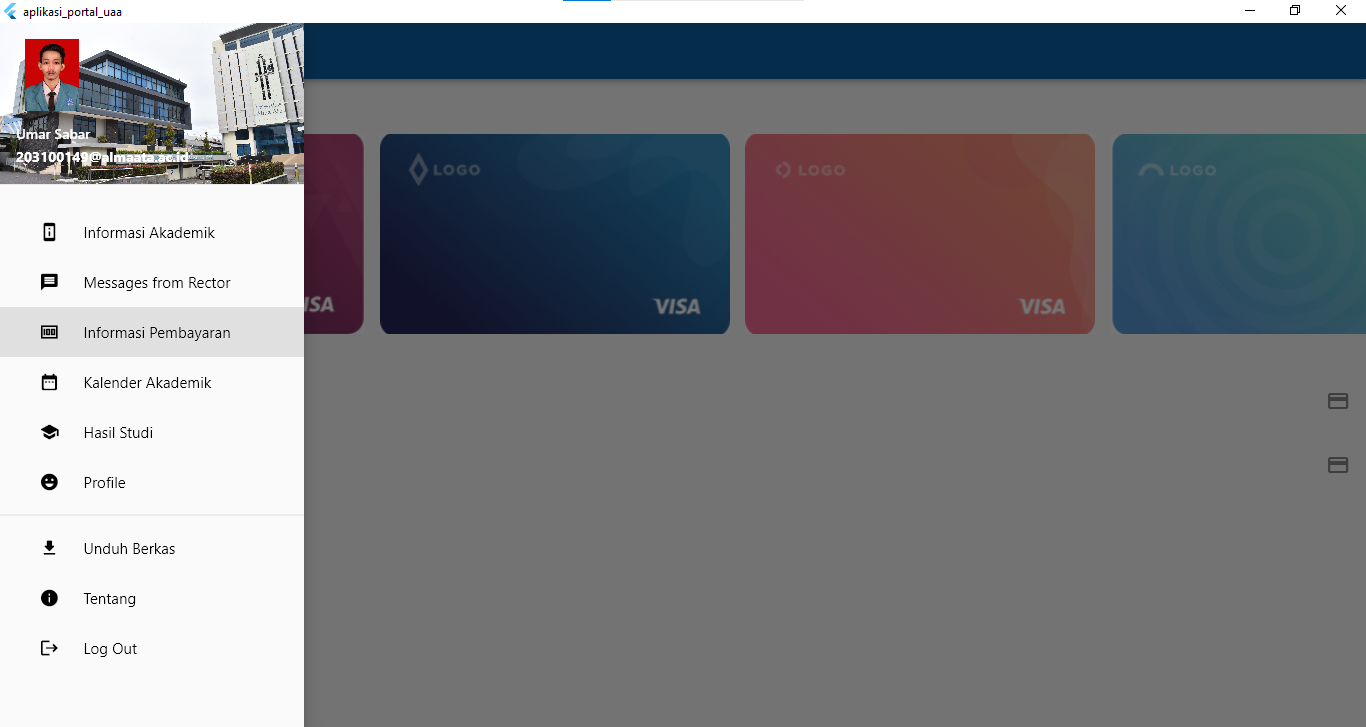 aplikasi_portal_uaa
Umar Sabar
203100149@almaata.ac.id
Informasi Akademik
Messages from Rector
Informasi Pembayaran
Kalender Akademik
Hasil Studi
Profile
Unduh Berkas
Tentang
Log Out
LOGO
LOGO
LOGO
VISA
VISA
VISA